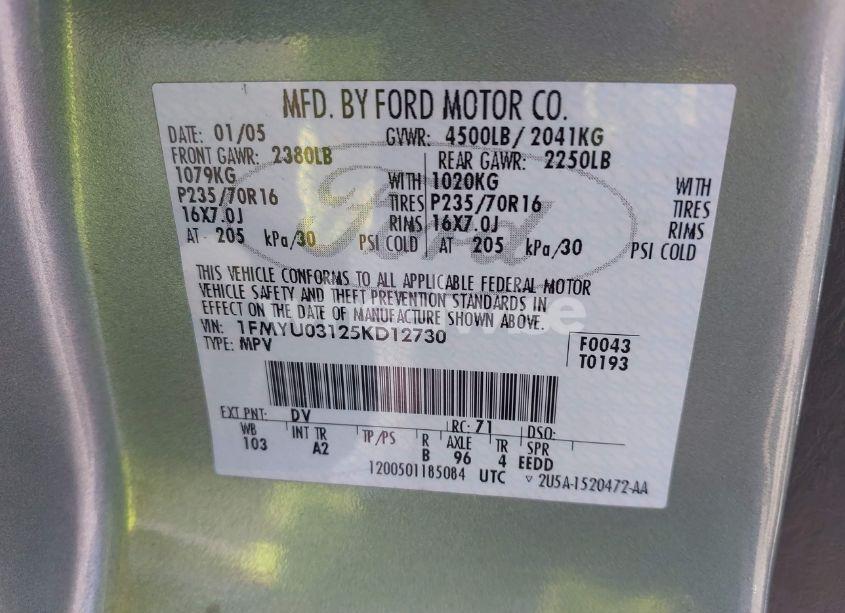 MFD. BY FORD MOTOR CO.
DATE: 01/05 GVWR: 4500LB/ 2041KG
FRONT GAWR: 2380LB REAR GAWR: 2250LB
1079KG WITH 1020KG WITH
P235/70R16 TIRES P235/70R16 TIRES
16X7.0J RIMS 16X7.0J RIMS
AT 205 kPa/30 PSI COLD AT 205 kPa/30 PSI COLD
Ford
THIS VEHICLE CONFORMS TO ALL APPLICABLE FEDERAL MOTOR
VEHICLE SAFETY AND THEFT PREVENTION STANDARDS IN
EFFECT ON THE DATE OF MANUFACTURE SHOWN ABOVE.
VIN: 1FMYU03125KD12730 F0043
TYPE: MPV T0193
EXT PNT: DV RC: 71 DSO:
WB INT TR TP/PS R AXLE TR SPR
103 A2 B 96 4 EEDD
1200501185084 UTC ▽ 2U5A-1520472-AA